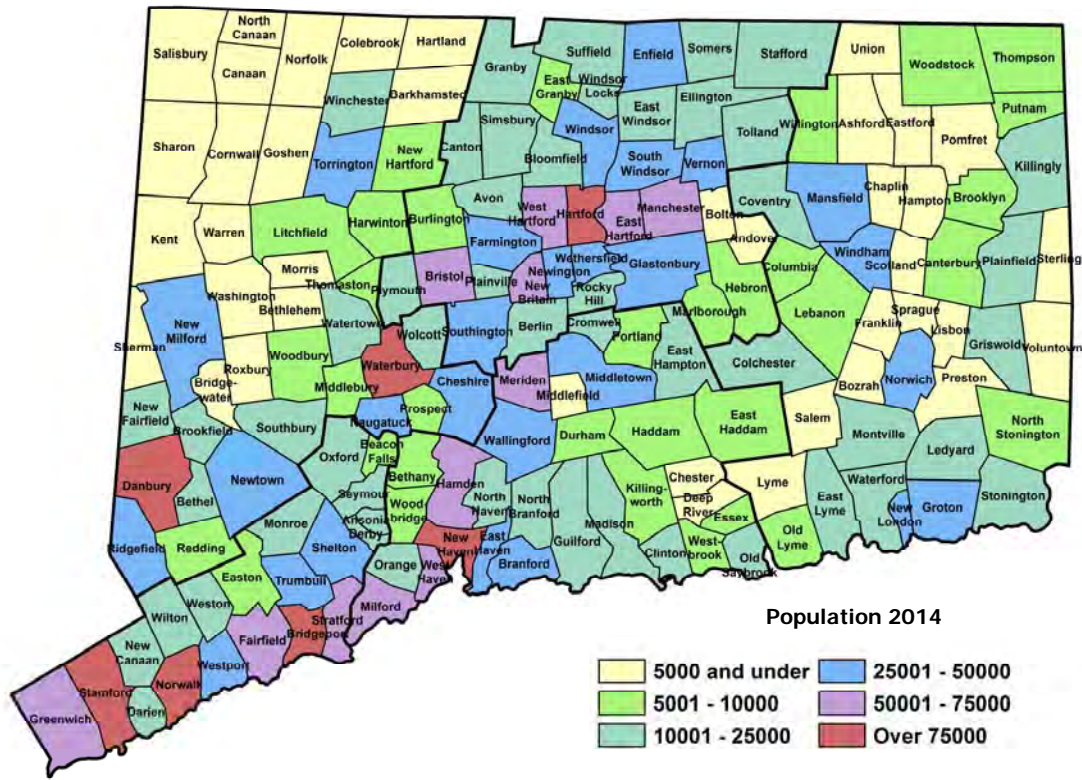 North
Canaan
Colebrook
Hartland
Salisbury
Canaan
Norfolk
Granby
Suffield
Enfield
Somers
Stafford
Union
Woodstock
Thompson
East
Granby
Windsor
Locks
Winchester
Barkhamsted
Simsbury
East
Windsor
Ellington
Willington
Ashford
Eastford
Putnam
Pomfret
Sharon
Cornwall
Goshen
Torrington
New
Hartford
Canton
Bloomfield
Windsor
South
Windsor
Vernon
Tolland
Killingly
Avon
West
Hartford
Hartford
East
Hartford
Manchester
Bolton
Coventry
Mansfield
Chaplin
Hampton
Brooklyn
Kent
Warren
Litchfield
Harwinton
Burlington
Farmington
Andover
Morris
Thomaston
Plymouth
Bristol
Plainville
Newington
New
Britain
Wethersfield
Rocky
Hill
Glastonbury
Hebron
Columbia
Windham
Scotland
Canterbury
Plainfield
Sterling
Washington
Bethlehem
Watertown
Wolcott
Southington
Berlin
Cromwell
Portland
Marlborough
East
Hampton
Lebanon
Franklin
Sprague
Lisbon
Griswold
Voluntown
New
Milford
Sherman
Roxbury
Bridge-
water
Woodbury
Middlebury
Waterbury
Cheshire
Meriden
Middlefield
Middletown
Colchester
Bozrah
Norwich
Preston
New
Fairfield
Brookfield
Southbury
Naugatuck
Prospect
Wallingford
Durham
Haddam
East
Haddam
Salem
Montville
Ledyard
North
Stonington
Danbury
Bethel
Newtown
Oxford
Beacon
Falls
Bethany
Hamden
North
Haven
North
Branford
Killing-
worth
Chester
Deep
River
Essex
Lyme
East
Lyme
Waterford
New
London
Groton
Stonington
Ridgefield
Redding
Monroe
Seymour
Ansonia
Derby
Wood-
bridge
New
Haven
East
Haven
Branford
Guilford
Madison
Clinton
West-
brook
Old
Saybrook
Old
Lyme
Easton
Trumbull
Shelton
Orange
West
Haven
Milford
Wilton
Weston
Fairfield
Bridgeport
Stratford
New
Canaan
Norwalk
Westport
Stamford
Darien
Greenwich
Population 2014
5000 and under
5001 - 10000
10001 - 25000
25001 - 50000
50001 - 75000
Over 75000